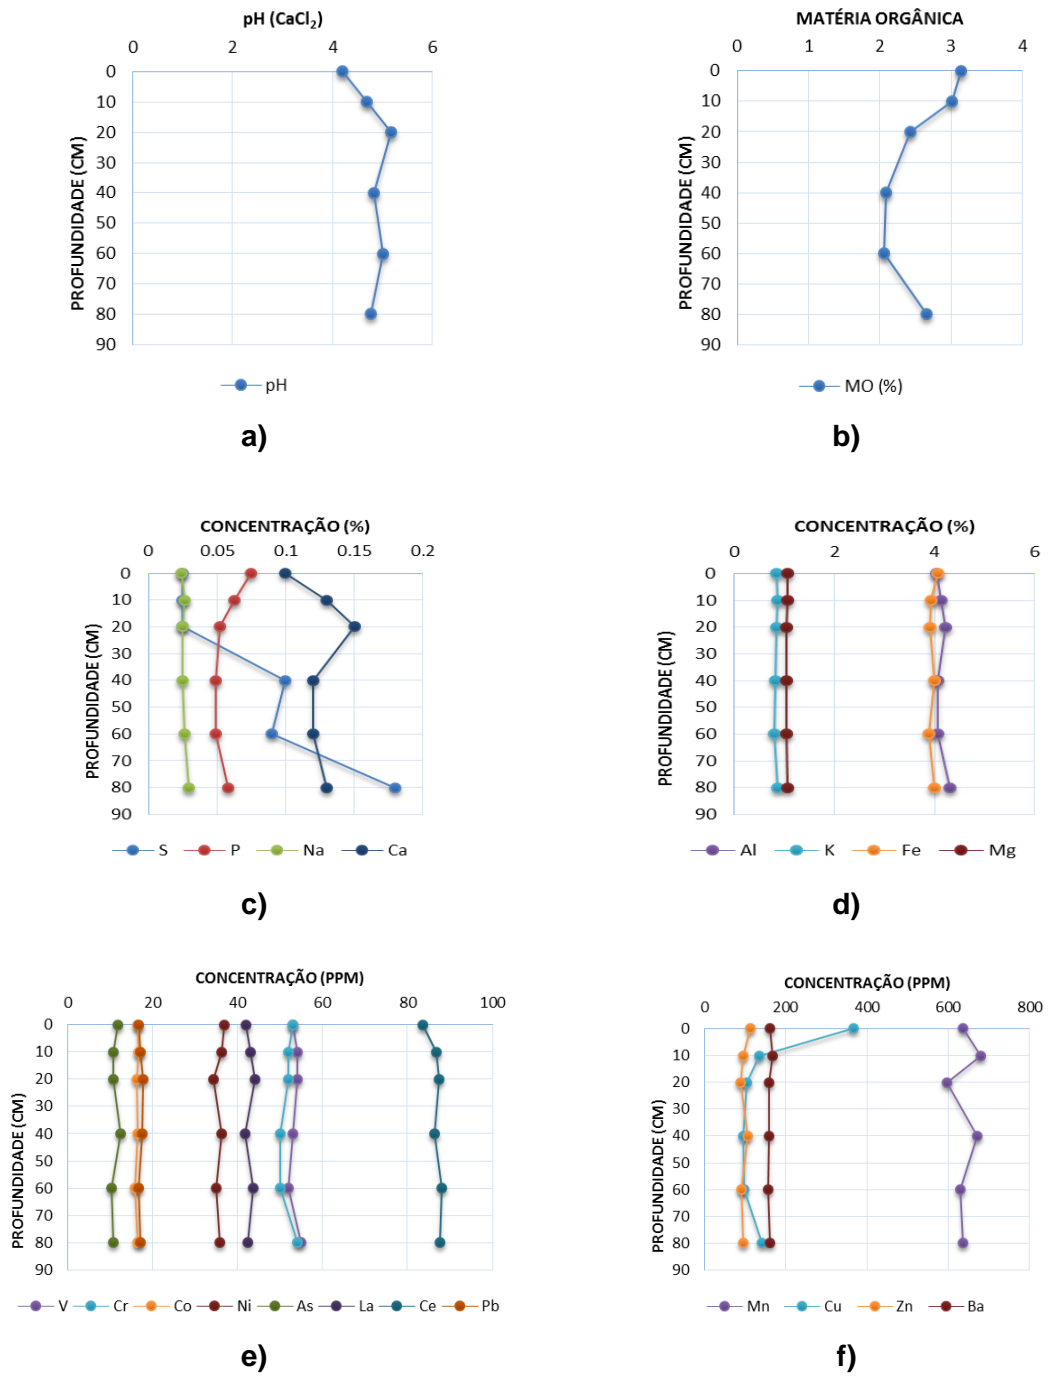 pH (CaCl₂)
0 2 4 6
PROFUNDIDADE (CM)
0
10
20
30
40
50
60
70
80
90
pH
a)
MATÉRIA ORGÂNICA
0 1 2 3 4
PROFUNDIDADE (CM)
0
10
20
30
40
50
60
70
80
90
MO (%)
b)
CONCENTRAÇÃO (%)
0 0.05 0.1 0.15 0.2
PROFUNDIDADE (CM)
0
10
20
30
40
50
60
70
80
90
S P Na Ca
c)
CONCENTRAÇÃO (%)
0 2 4 6
PROFUNDIDADE (CM)
0
10
20
30
40
50
60
70
80
90
Al K Fe Mg
d)
CONCENTRAÇÃO (PPM)
0 20 40 60 80 100
PROFUNDIDADE (CM)
0
10
20
30
40
50
60
70
80
90
V Cr Co Ni As La Ce Pb
e)
CONCENTRAÇÃO (PPM)
0 200 400 600 800
PROFUNDIDADE (CM)
0
10
20
30
40
50
60
70
80
90
Mn Cu Zn Ba
f)